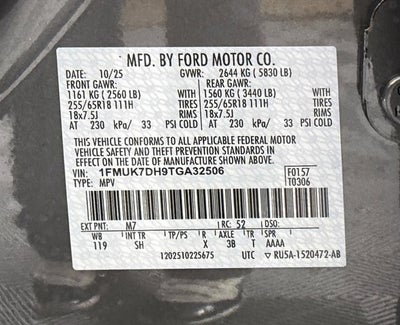 MFD. BY FORD MOTOR CO.
DATE: 10/25 GVWR: 2644 KG ( 5830 LB)
FRONT GAWR: REAR GAWR:
1161 KG ( 2560 LB) WITH 1560 KG ( 3440 LB) WITH
255/65R18 111H TIRES 255/65R18 111H TIRES
18x7.5J RIMS 18x7.5J RIMS
AT 230 kPa/ 33 PSI COLD AT 230 kPa/ 33 PSI COLD
THIS VEHICLE CONFORMS TO ALL APPLICABLE FEDERAL MOTOR
VEHICLE SAFETY AND THEFT PREVENTION STANDARDS IN EFFECT
ON THE DATE OF MANUFACTURE SHOWN ABOVE.
VIN: 1FMUK7DH9TGA32506 F0157
TYPE: MPV T0306
EXT PNT: M7 RC: 52 DSO:
WB INT TR TP/PS R AXLE TR SPR
119 SH X 3B T AAAA
1202510225675 UTC ▽ RU5A-1520472-AB